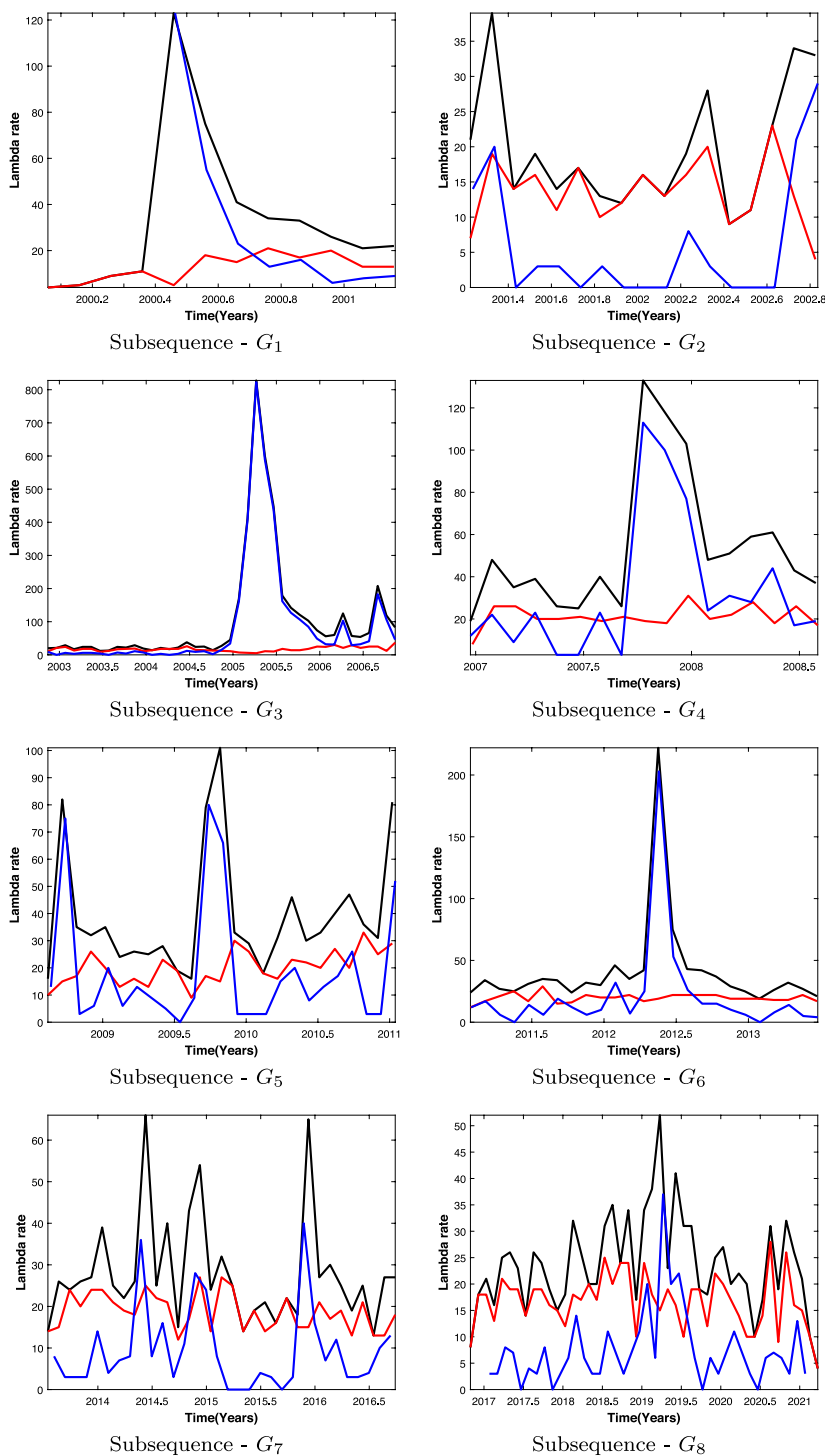 120
100
80
60
40
20
Lambda rate
2000.2 2000.4 2000.6 2000.8 2001
Time(Years)
Subsequence - G1
40
35
30
25
20
15
10
5
0
Lambda rate
2001.4 2001.6 2001.8 2002 2002.2 2002.4 2002.6 2002.8
Time(Years)
Subsequence - G2
800
700
600
500
400
300
200
100
0
Lambda rate
2003 2003.5 2004 2004.5 2005 2005.5 2006 2006.5
Time(Years)
Subsequence - G3
120
100
80
60
40
20
Lambda rate
2007 2007.5 2008 2008.5
Time(Years)
Subsequence - G4
100
90
80
70
60
50
40
30
20
10
0
Lambda rate
2009 2009.5 2010 2010.5 2011
Time(Years)
Subsequence - G5
200
150
100
50
0
Lambda rate
2011.5 2012 2012.5 2013
Time(Years)
Subsequence - G6
60
50
40
30
20
10
0
Lambda rate
2014 2014.5 2015 2015.5 2016 2016.5
Time(Years)
Subsequence - G7
50
45
40
35
30
25
20
15
10
5
0
Lambda rate
2017 2017.5 2018 2018.5 2019 2019.5 2020 2020.5 2021
Time(Years)
Subsequence - G8